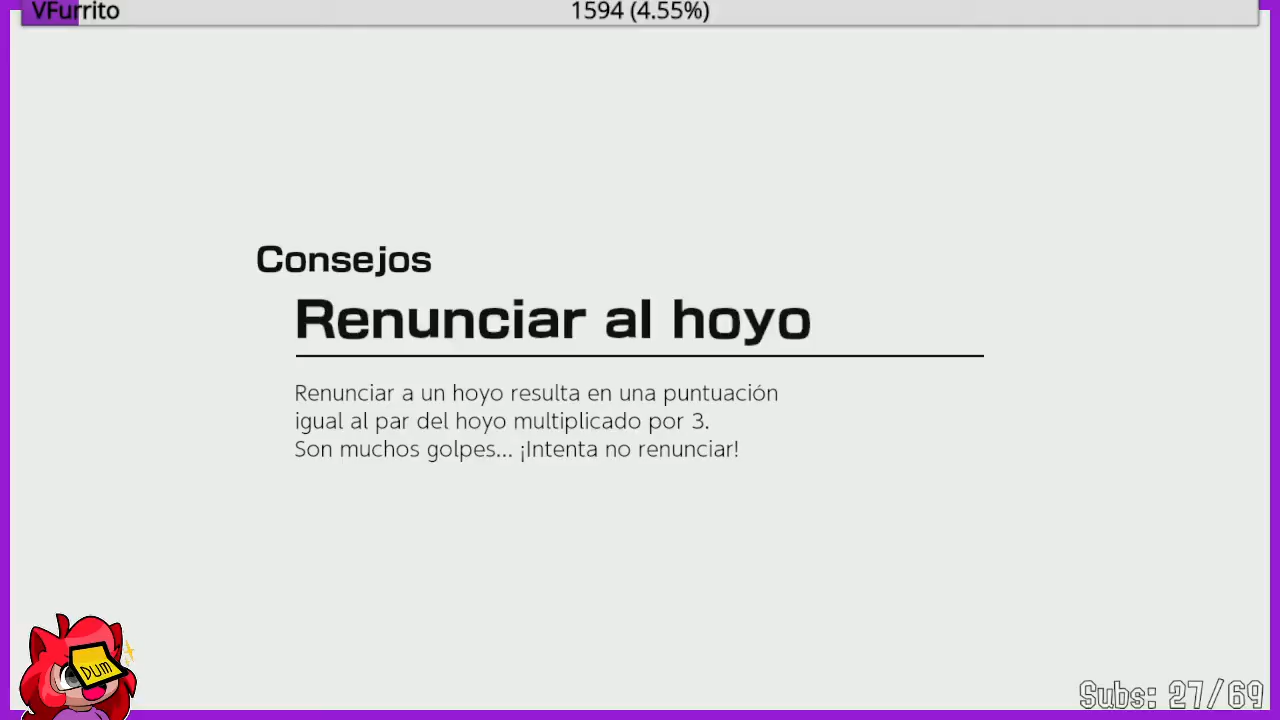 VFurrito 1594 (4.55%)
Consejos
Renunciar al hoyo
Renunciar a un hoyo resulta en una puntuación
igual al par del hoyo multiplicado por 3.
Son muchos golpes... ¡Intenta no renunciar!
DUM
Subs: 27/69